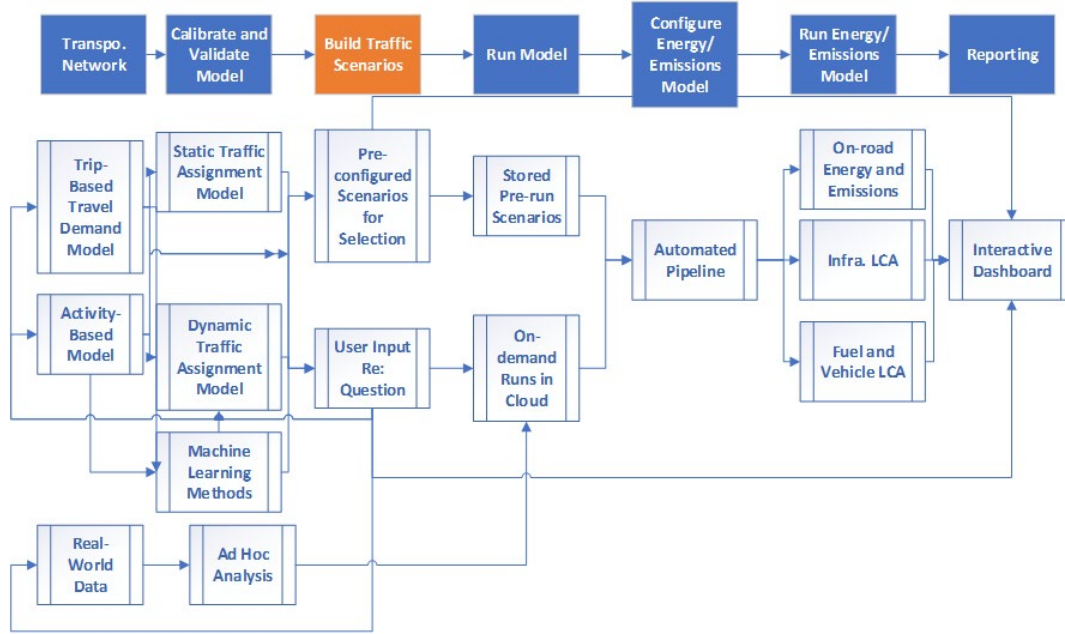 Transpo.
Network
Calibrate and
Validate
Model
Build Traffic
Scenarios
Run Model
Configure
Energy/
Emissions
Model
Run Energy/
Emissions
Model
Reporting
Trip-
Based
Travel
Demand
Model
Static Traffic
Assignment
Model
Pre-
configured
Scenarios
for
Selection
Stored
Pre-run
Scenarios
On-road
Energy and
Emissions
Automated
Pipeline
Infra. LCA
Interactive
Dashboard
Activity-
Based
Model
Dynamic
Traffic
Assignment
Model
User Input
Re:
Question
On-
demand
Runs in
Cloud
Fuel and
Vehicle LCA
Machine
Learning
Methods
Real-
World
Data
Ad Hoc
Analysis